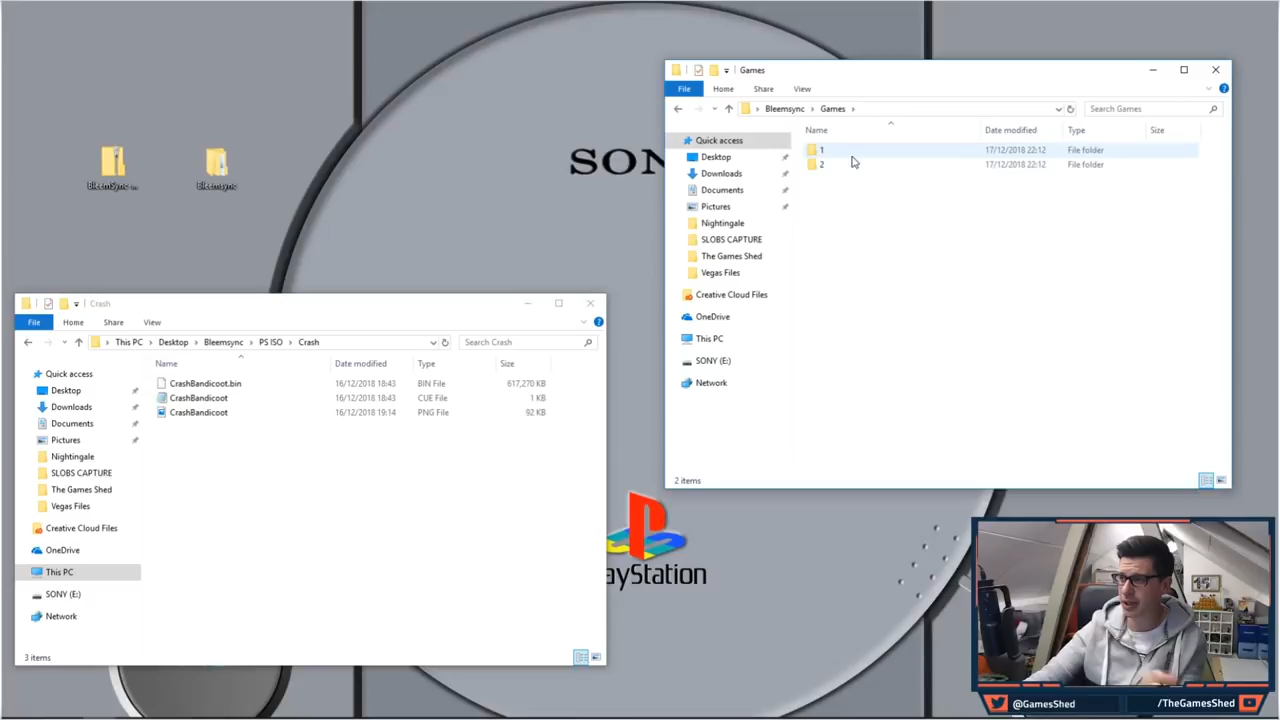 BleemSync ...
Bleemsync
SON
ayStation
Games
File
Home
Share
View
Bleemsync > Games >
Search Games
Name
Date modified
Type
Size
Quick access
Desktop
Downloads
Documents
Pictures
Nightingale
SLOBS CAPTURE
The Games Shed
Vegas Files
Creative Cloud Files
OneDrive
This PC
SONY (E:)
Network
1 17/12/2018 22:12 File folder
2 17/12/2018 22:12 File folder
2 items
Crash
File
Home
Share
View
This PC > Desktop > Bleemsync > PS ISO > Crash
Search Crash
Name
Date modified
Type
Size
Quick access
Desktop
Downloads
Documents
Pictures
Nightingale
SLOBS CAPTURE
The Games Shed
Vegas Files
Creative Cloud Files
OneDrive
This PC
SONY (E:)
Network
CrashBandicoot.bin 16/12/2018 18:43 BIN File 617,270 KB
CrashBandicoot 16/12/2018 18:43 CUE File 1 KB
CrashBandicoot 16/12/2018 19:14 PNG File 92 KB
3 items
@GamesShed
/TheGamesShed